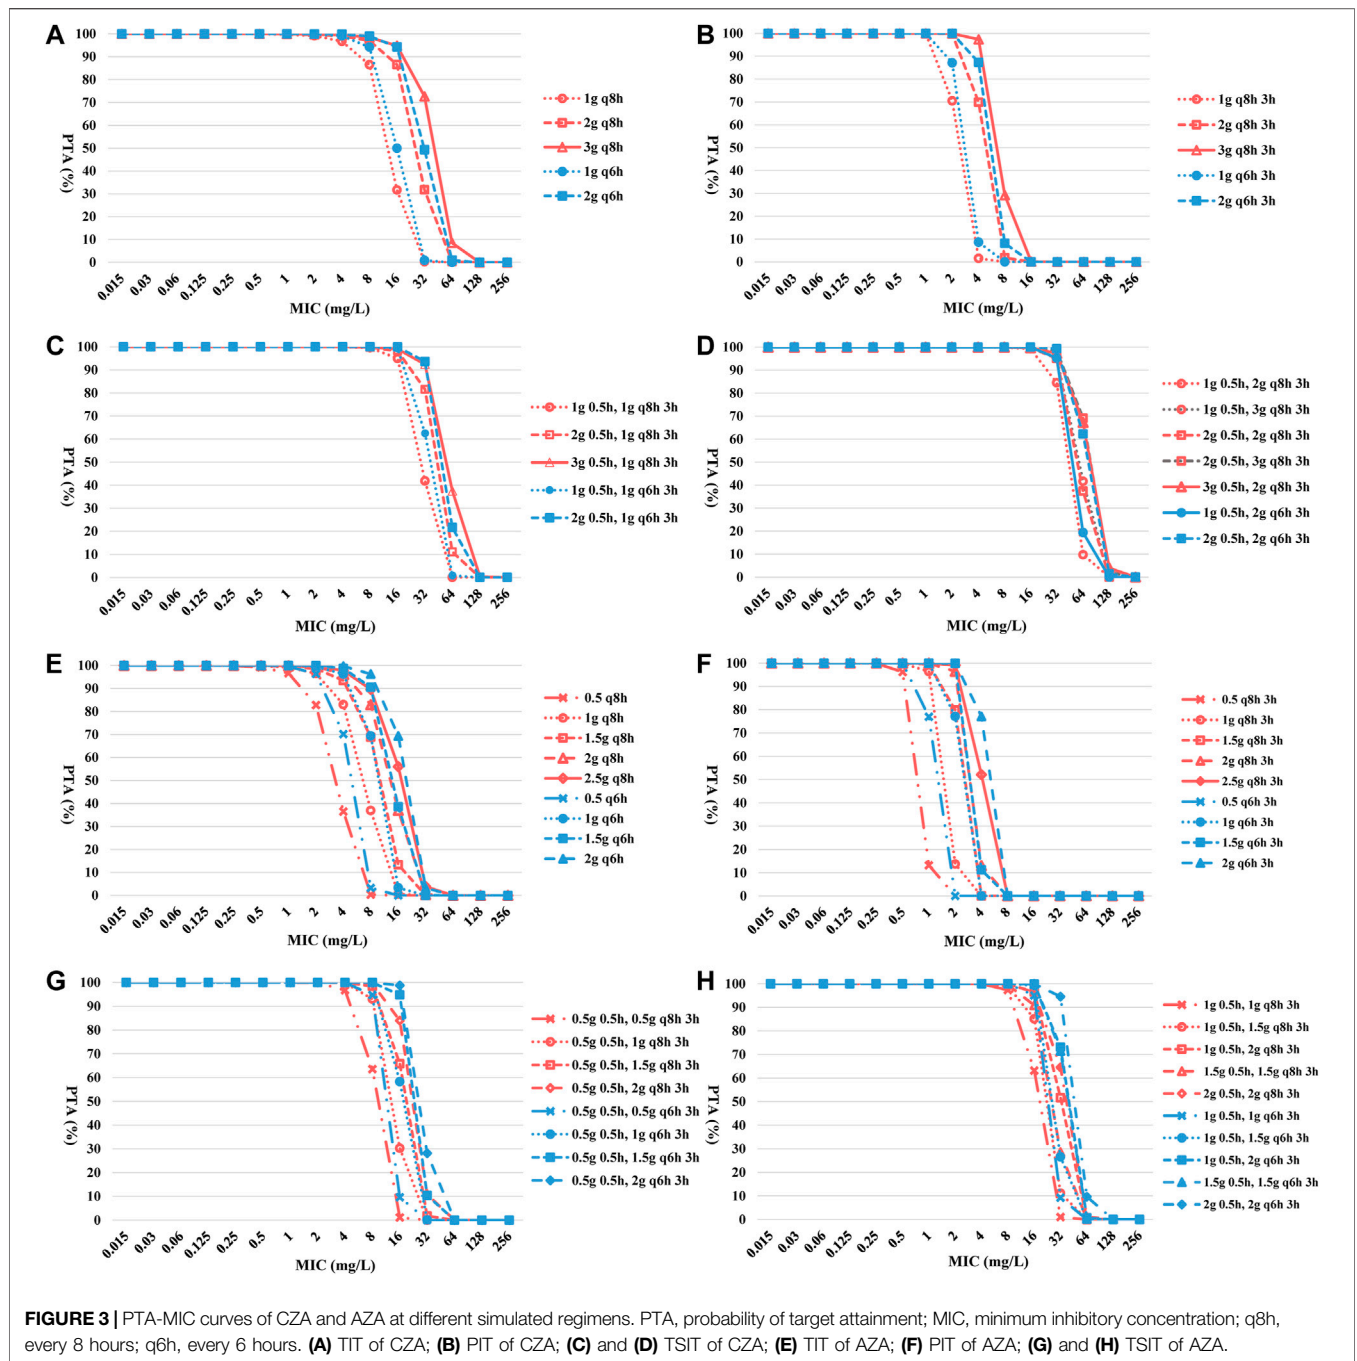 A
100
90
80
70
60
50
40
30
20
10
0
PTA (%)
0.015 0.03 0.06 0.125 0.25 0.5 1 2 4 8 16 32 64 128 256
MIC (mg/L)
1g q8h
2g q8h
3g q8h
1g q6h
2g q6h
B
100
90
80
70
60
50
40
30
20
10
0
PTA (%)
0.015 0.03 0.06 0.125 0.25 0.5 1 2 4 8 16 32 64 128 256
MIC (mg/L)
1g q8h 3h
2g q8h 3h
3g q8h 3h
1g q6h 3h
2g q6h 3h
C
100
90
80
70
60
50
40
30
20
10
0
PTA (%)
0.015 0.03 0.06 0.125 0.25 0.5 1 2 4 8 16 32 64 128 256
MIC (mg/L)
1g 0.5h, 1g q8h 3h
2g 0.5h, 1g q8h 3h
3g 0.5h, 1g q8h 3h
1g 0.5h, 1g q6h 3h
2g 0.5h, 1g q6h 3h
D
100
90
80
70
60
50
40
30
20
10
0
PTA (%)
0.015 0.03 0.06 0.125 0.25 0.5 1 2 4 8 16 32 64 128 256
MIC (mg/L)
1g 0.5h, 2g q8h 3h
1g 0.5h, 3g q8h 3h
2g 0.5h, 2g q8h 3h
2g 0.5h, 3g q8h 3h
3g 0.5h, 2g q8h 3h
1g 0.5h, 2g q6h 3h
2g 0.5h, 2g q6h 3h
E
100
90
80
70
60
50
40
30
20
10
0
PTA (%)
0.015 0.03 0.06 0.125 0.25 0.5 1 2 4 8 16 32 64 128 256
MIC (mg/L)
0.5 q8h
1g q8h
1.5g q8h
2g q8h
2.5g q8h
0.5 q6h
1g q6h
1.5g q6h
2g q6h
F
100
90
80
70
60
50
40
30
20
10
0
PTA (%)
0.015 0.03 0.06 0.125 0.25 0.5 1 2 4 8 16 32 64 128 256
MIC (mg/L)
0.5 q8h 3h
1g q8h 3h
1.5g q8h 3h
2g q8h 3h
2.5g q8h 3h
0.5 q6h 3h
1g q6h 3h
1.5g q6h 3h
2g q6h 3h
G
100
90
80
70
60
50
40
30
20
10
0
PTA (%)
0.015 0.03 0.06 0.125 0.25 0.5 1 2 4 8 16 32 64 128 256
MIC (mg/L)
0.5g 0.5h, 0.5g q8h 3h
0.5g 0.5h, 1g q8h 3h
0.5g 0.5h, 1.5g q8h 3h
0.5g 0.5h, 2g q8h 3h
0.5g 0.5h, 0.5g q6h 3h
0.5g 0.5h, 1g q6h 3h
0.5g 0.5h, 1.5g q6h 3h
0.5g 0.5h, 2g q6h 3h
H
100
90
80
70
60
50
40
30
20
10
0
PTA (%)
0.015 0.03 0.06 0.125 0.25 0.5 1 2 4 8 16 32 64 128 256
MIC (mg/L)
1g 0.5h, 1g q8h 3h
1g 0.5h, 1.5g q8h 3h
1g 0.5h, 2g q8h 3h
1.5g 0.5h, 1.5g q8h 3h
2g 0.5h, 2g q8h 3h
1g 0.5h, 1g q6h 3h
1g 0.5h, 1.5g q6h 3h
1g 0.5h, 2g q6h 3h
1.5g 0.5h, 1.5g q6h 3h
2g 0.5h, 2g q6h 3h
FIGURE 3 | PTA-MIC curves of CZA and AZA at different simulated regimens. PTA, probability of target attainment; MIC, minimum inhibitory concentration; q8h,
every 8 hours; q6h, every 6 hours. (A) TIT of CZA; (B) PIT of CZA; (C) and (D) TSIT of CZA; (E) TIT of AZA; (F) PIT of AZA; (G) and (H) TSIT of AZA.